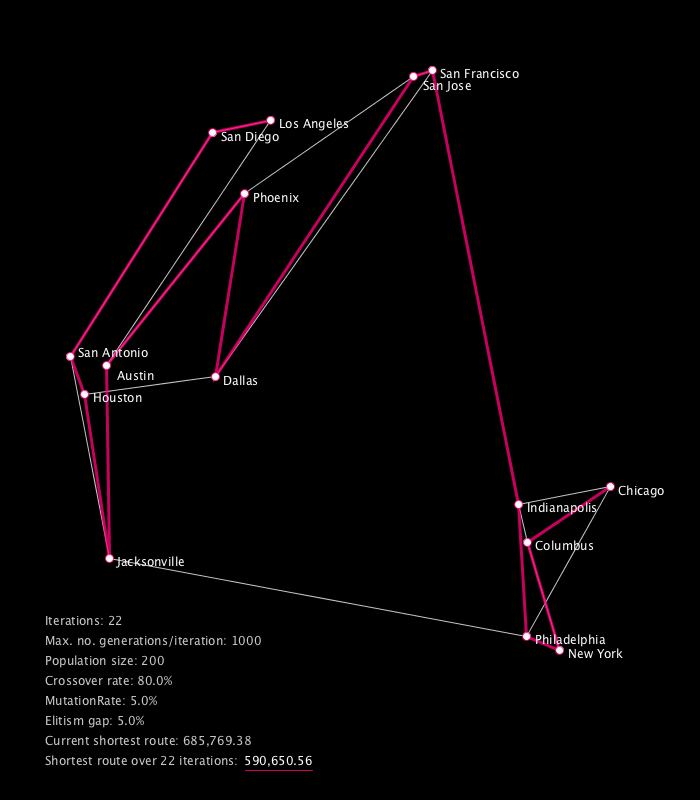 San Francisco
San Jose
Los Angeles
San Diego
Phoenix
San Antonio
Austin
Dallas
Houston
Chicago
Indianapolis
Columbus
Jacksonville
Philadelphia
New York
Iterations: 22
Max. no. generations/iteration: 1000
Population size: 200
Crossover rate: 80.0%
MutationRate: 5.0%
Elitism gap: 5.0%
Current shortest route: 685,769.38
Shortest route over 22 iterations: 590,650.56